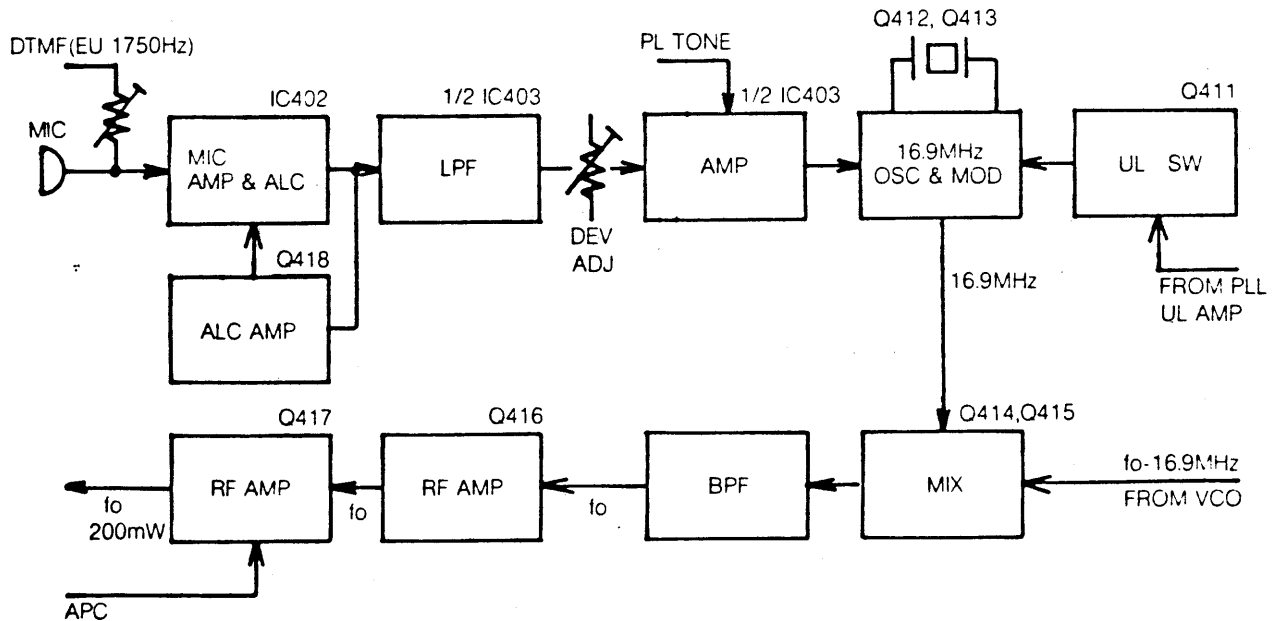 Q412, Q413
DTMF(EU 1750Hz)
PL TONE
IC402
1/2 IC403
1/2 IC403
Q411
MIC
MIC
AMP & ALC
LPF
AMP
16.9MHz
OSC & MOD
UL SW
DEV
ADJ
Q418
16.9MHz
FROM PLL
UL AMP
ALC AMP
Q417
Q416
Q414,Q415
RF AMP
RF AMP
BPF
MIX
fo-16.9MHz
FROM VCO
fo
200mW
fo
fo
APC